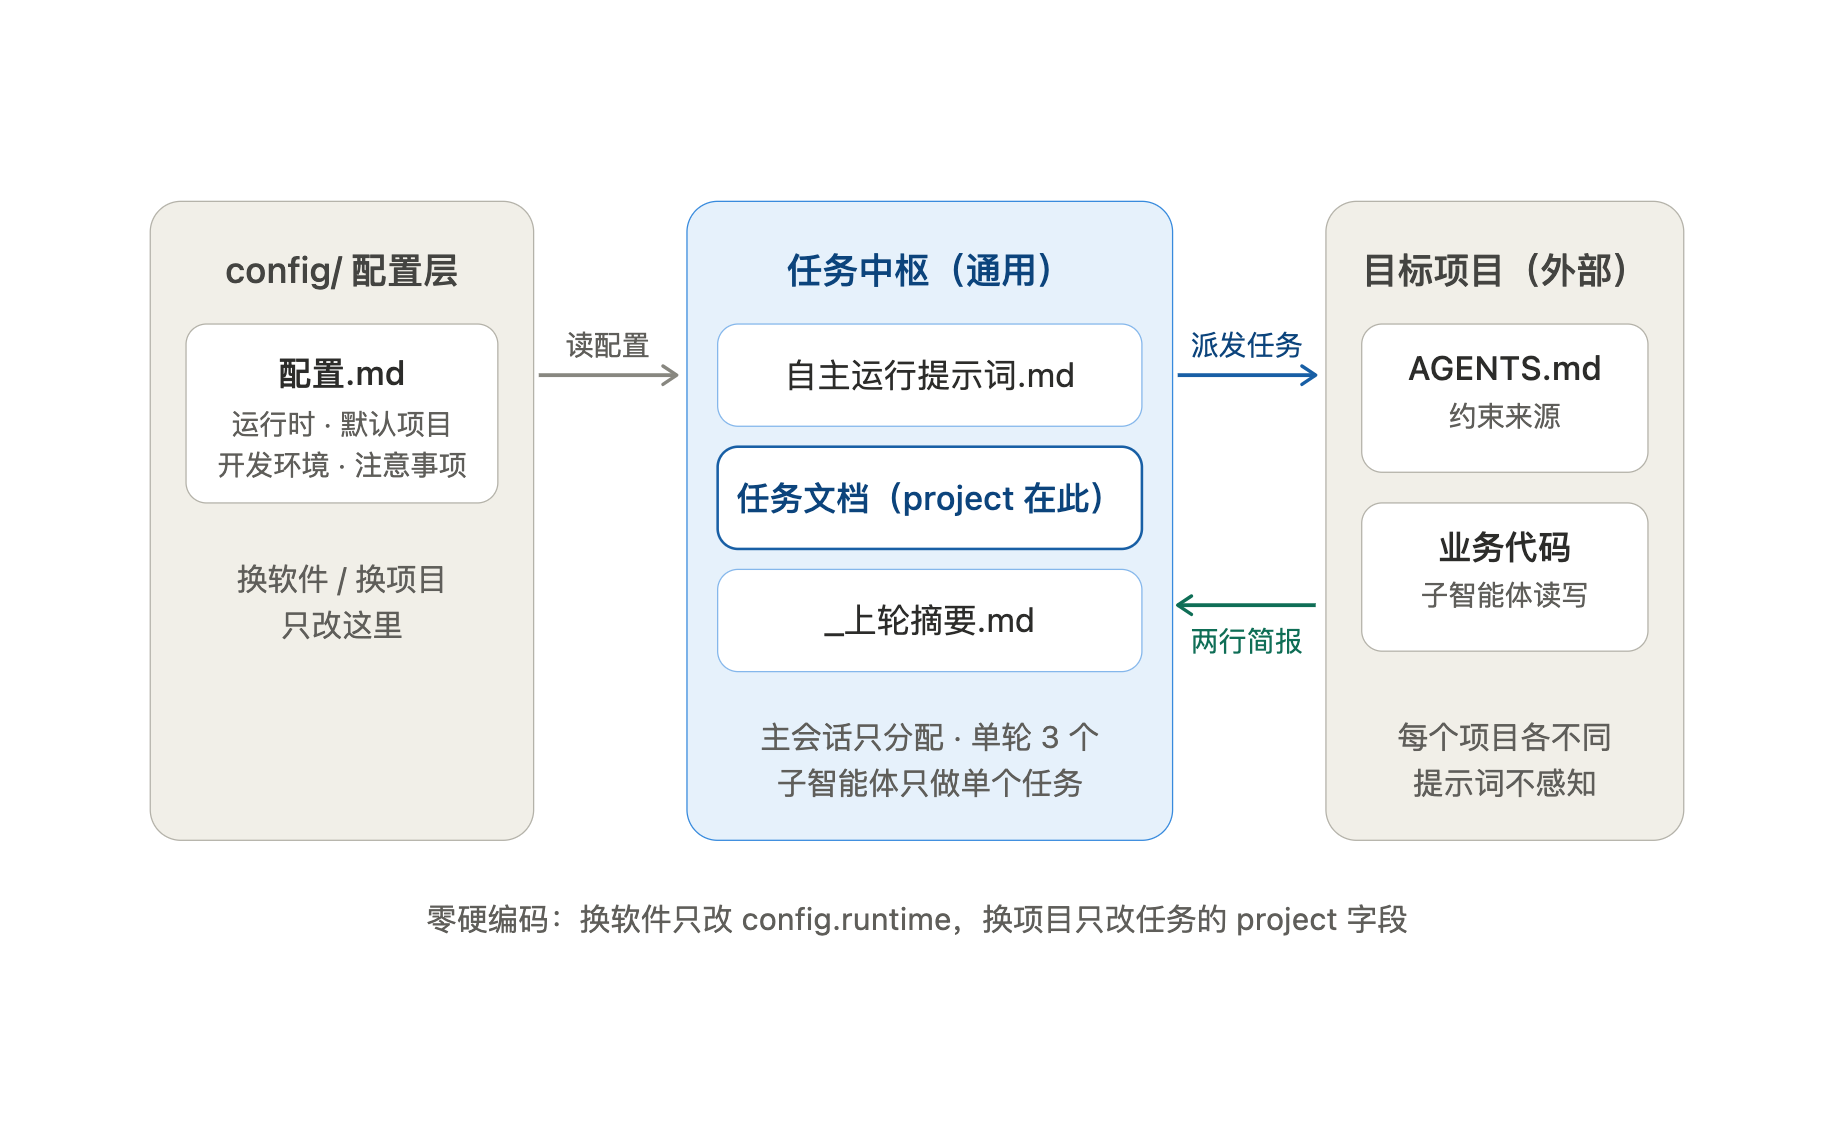 config/ 配置层
配置.md
运行时 · 默认项目
开发环境 · 注意事项
换软件 / 换项目
只改这里
读配置
任务中枢（通用）
自主运行提示词.md
任务文档（project 在此）
_上轮摘要.md
主会话只分配 · 单轮 3 个
子智能体只做单个任务
派发任务
两行简报
目标项目（外部）
AGENTS.md
约束来源
业务代码
子智能体读写
每个项目各不同
提示词不感知
零硬编码：换软件只改 config.runtime，换项目只改任务的 project 字段